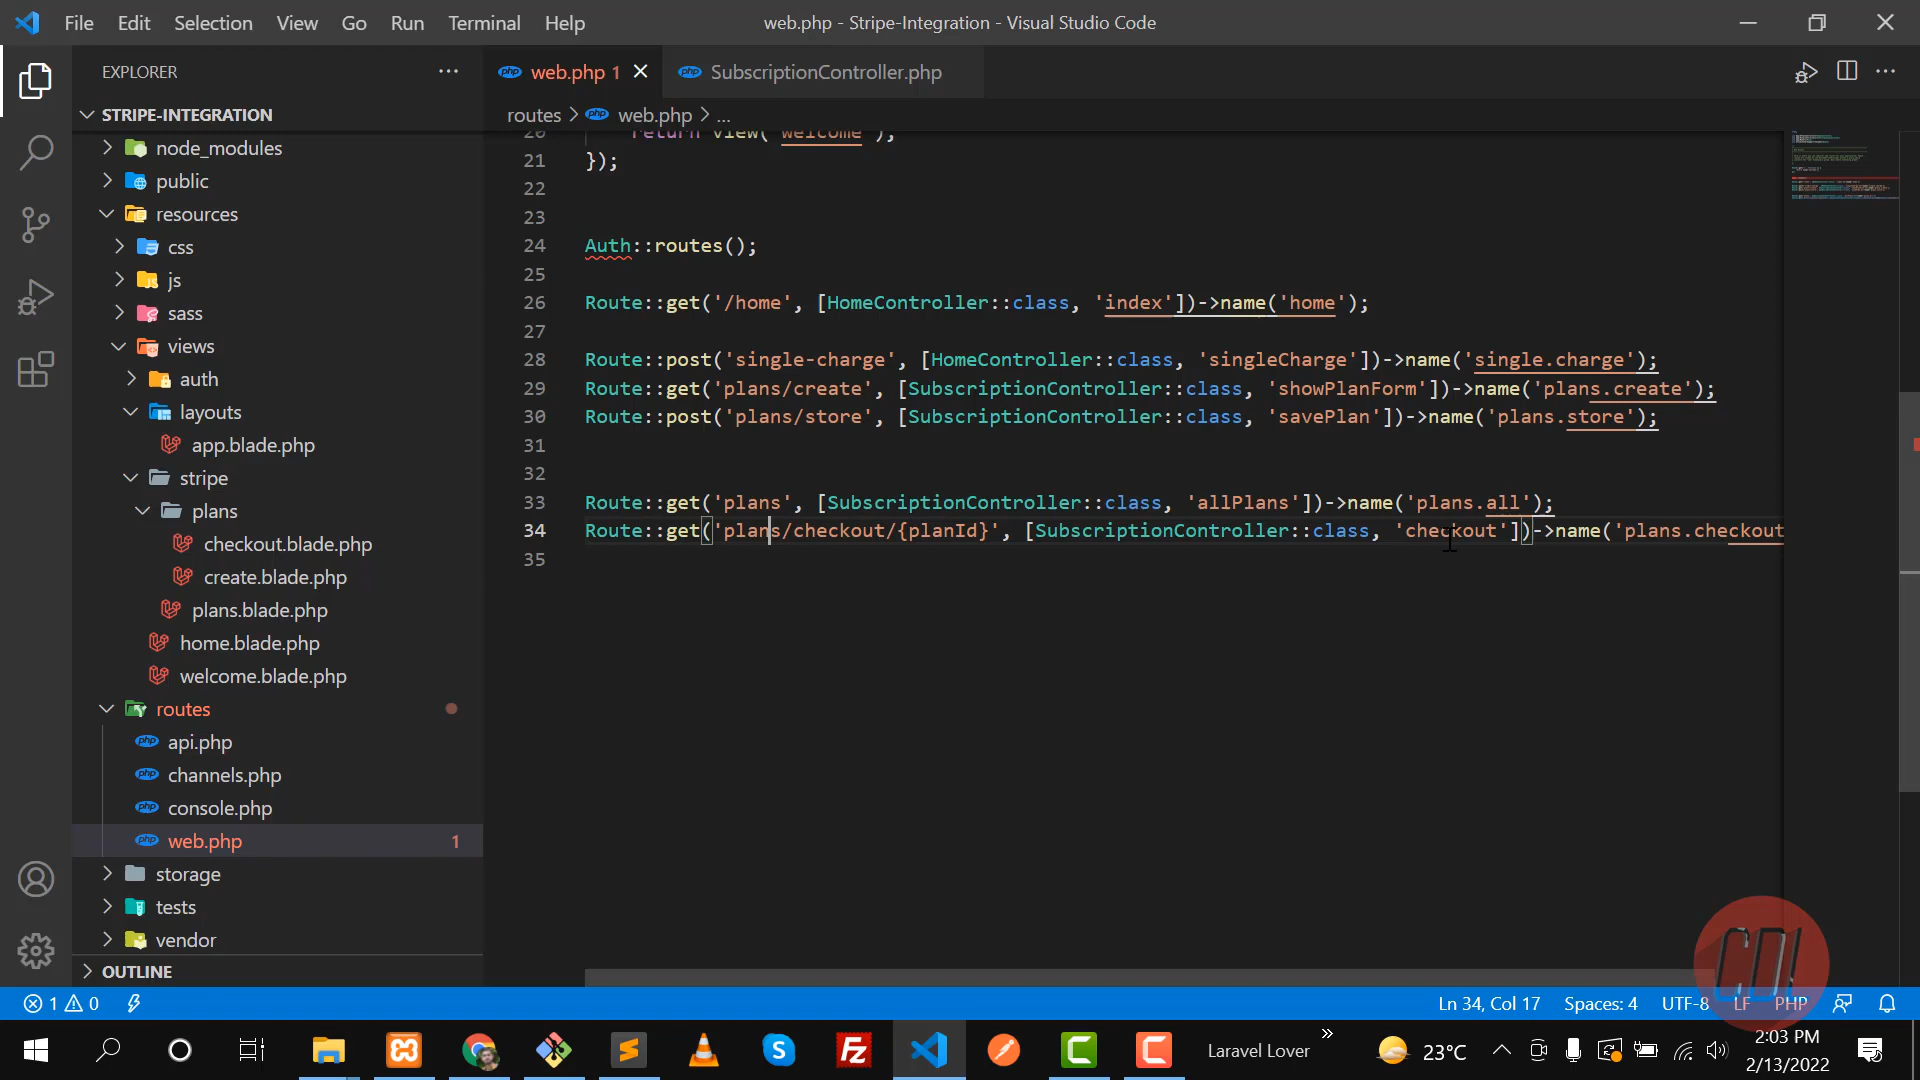 File Edit Selection View Go Run Terminal Help
web.php - Stripe-Integration - Visual Studio Code
EXPLORER
STRIPE-INTEGRATION
node_modules
public
resources
css
js
sass
views
auth
layouts
app.blade.php
stripe
plans
checkout.blade.php
create.blade.php
plans.blade.php
home.blade.php
welcome.blade.php
routes
api.php
channels.php
console.php
web.php 1
storage
tests
vendor
OUTLINE
php web.php 1
php SubscriptionController.php
routes > php web.php > ...
20 return view('welcome');
21 });
22
23
24 Auth::routes();
25
26 Route::get('/home', [HomeController::class, 'index'])->name('home');
27
28 Route::post('single-charge', [HomeController::class, 'singleCharge'])->name('single.charge');
29 Route::get('plans/create', [SubscriptionController::class, 'showPlanForm'])->name('plans.create');
30 Route::post('plans/store', [SubscriptionController::class, 'savePlan'])->name('plans.store');
31
32
33 Route::get('plans', [SubscriptionController::class, 'allPlans'])->name('plans.all');
34 Route::get('plans/checkout/{planId}', [SubscriptionController::class, 'checkout'])->name('plans.checkout
35
CDL
1 0
Ln 34, Col 17 Spaces: 4 UTF-8 LF PHP
Laravel Lover
23°C
2:03 PM
2/13/2022